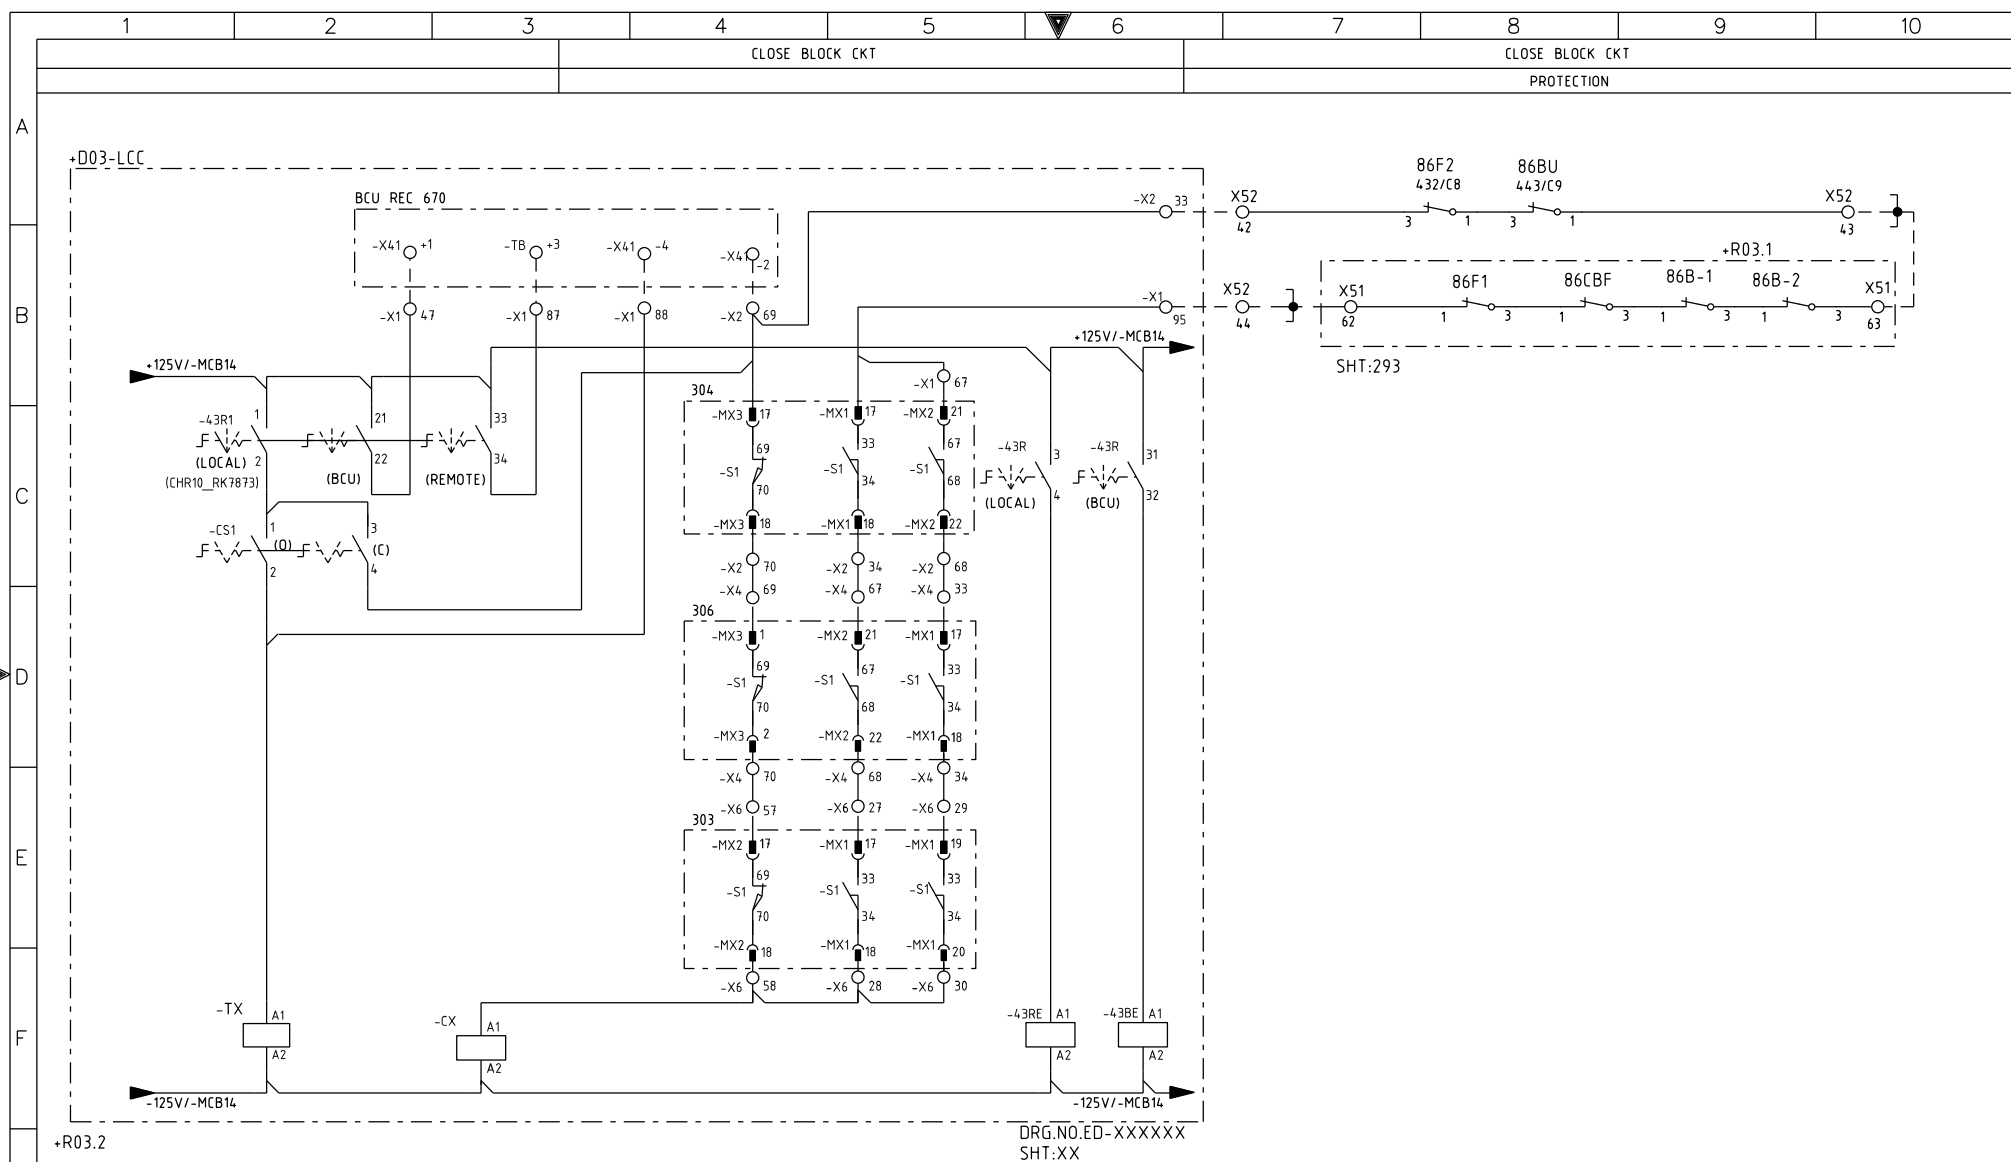 1 2 3 4 5 6 7 8 9 10
CLOSE BLOCK CKT
CLOSE BLOCK CKT
PROTECTION
A
+D03-LCC
86F2 86BU
432/C8 443/C9
BCU REC 670
-X2 33 X52 X52
42 3 1 3 1 43
-X41 +1 -TB +3 -X41 -4 -X41 -2
+R03.1
B
-X1 47 -X1 87 -X1 88 -X2 69
-X1 95 X52 44 X51 62
86F1 86CBF 86B-1 86B-2 X51
1 3 1 3 1 3 1 3 63
+125V/-MCB14
SHT:293
+125V/-MCB14
-X1 67
304
-43R1 1 21 33
-MX3 17 -MX1 17 -MX2 21
69 33 67
-43R 3 -43R 31
(LOCAL) 2 22 34
(CHR10_RK7873) (BCU) (REMOTE)
-S1 70 -S1 34 -S1 68
(LOCAL) 4 (BCU) 32
C
-MX3 18 -MX1 18 -MX2 22
-CS1 1 (O) 3 (C)
2 4
-X2 70 -X2 34 -X2 68
-X4 69 -X4 67 -X4 33
306
-MX3 1 -MX2 21 -MX1 17
69 67 33
D
-S1 70 -S1 68 -S1 34
-MX3 2 -MX2 22 -MX1 18
-X4 70 -X4 68 -X4 34
-X6 57 -X6 27 -X6 29
303
-MX2 17 -MX1 17 -MX1 19
E
69 33 33
-S1 70 -S1 34 -S1 34
-MX2 18 -MX1 18 -MX1 20
-X6 58 -X6 28 -X6 30
-TX A1 -CX A1 -43RE A1 -43BE A1
F
A2 A2 A2 A2
-125V/-MCB14 -125V/-MCB14
+R03.2
DRG.NO.ED-XXXXXX
SHT:XX